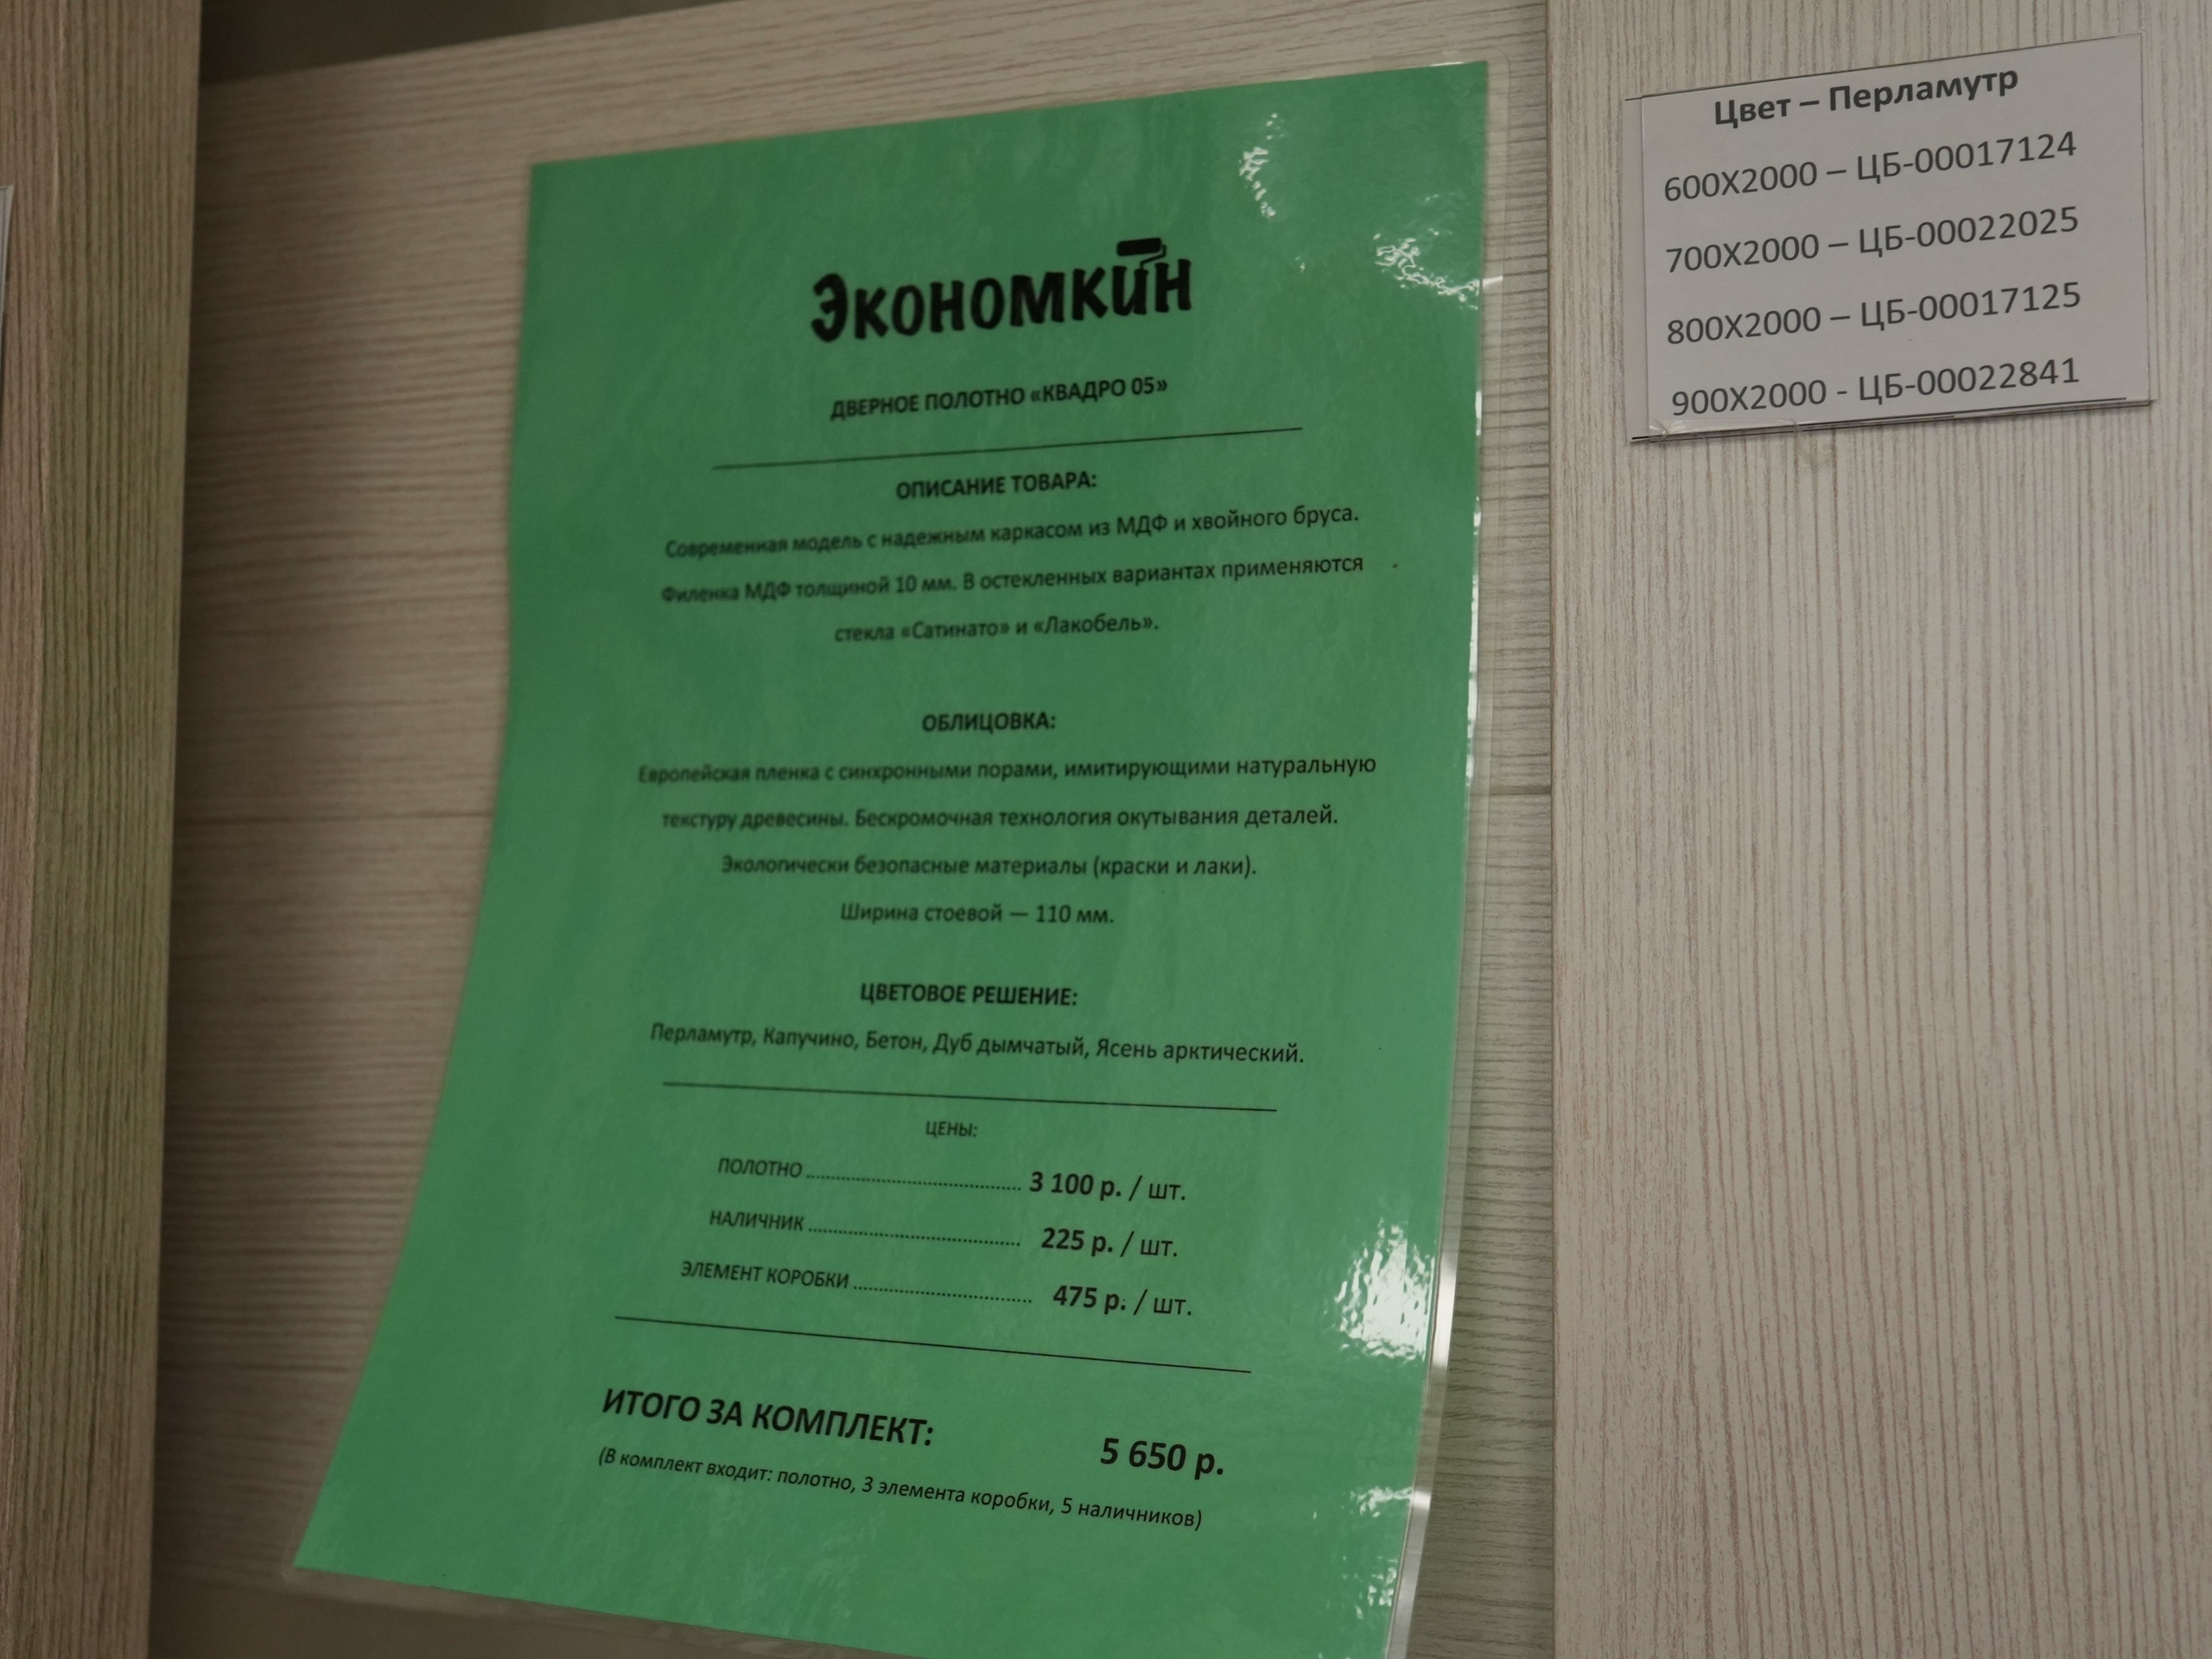 Экономкин
ДВЕРНОЕ ПОЛОТНО «КВАДРО 05»
ОПИСАНИЕ ТОВАРА:
Современная модель с надежным каркасом из МДФ и хвойного бруса.
Филенка МДФ толщиной 10 мм. В остекленных вариантах применяются
стекла «Сатинато» и «Лакобель».
ОБЛИЦОВКА:
Европейская пленка с синхронными порами, имитирующими натуральную
текстуру древесины. Бескромочная технология окутывания деталей.
Экологически безопасные материалы (краски и лаки).
Ширина стоевой — 110 мм.
ЦВЕТОВОЕ РЕШЕНИЕ:
Перламутр, Капучино, Бетон, Дуб дымчатый, Ясень арктический.
ЦЕНЫ:
ПОЛОТНО ........................ 3 100 р. / шт.
НАЛИЧНИК ........................ 225 р. / шт.
ЭЛЕМЕНТ КОРОБКИ ........................ 475 р. / шт.
ИТОГО ЗА КОМПЛЕКТ: 5 650 р.
(В комплект входит: полотно, 3 элемента коробки, 5 наличников)
Цвет – Перламутр
600Х2000 – ЦБ-00017124
700Х2000 – ЦБ-00022025
800Х2000 – ЦБ-00017125
900Х2000 - ЦБ-00022841